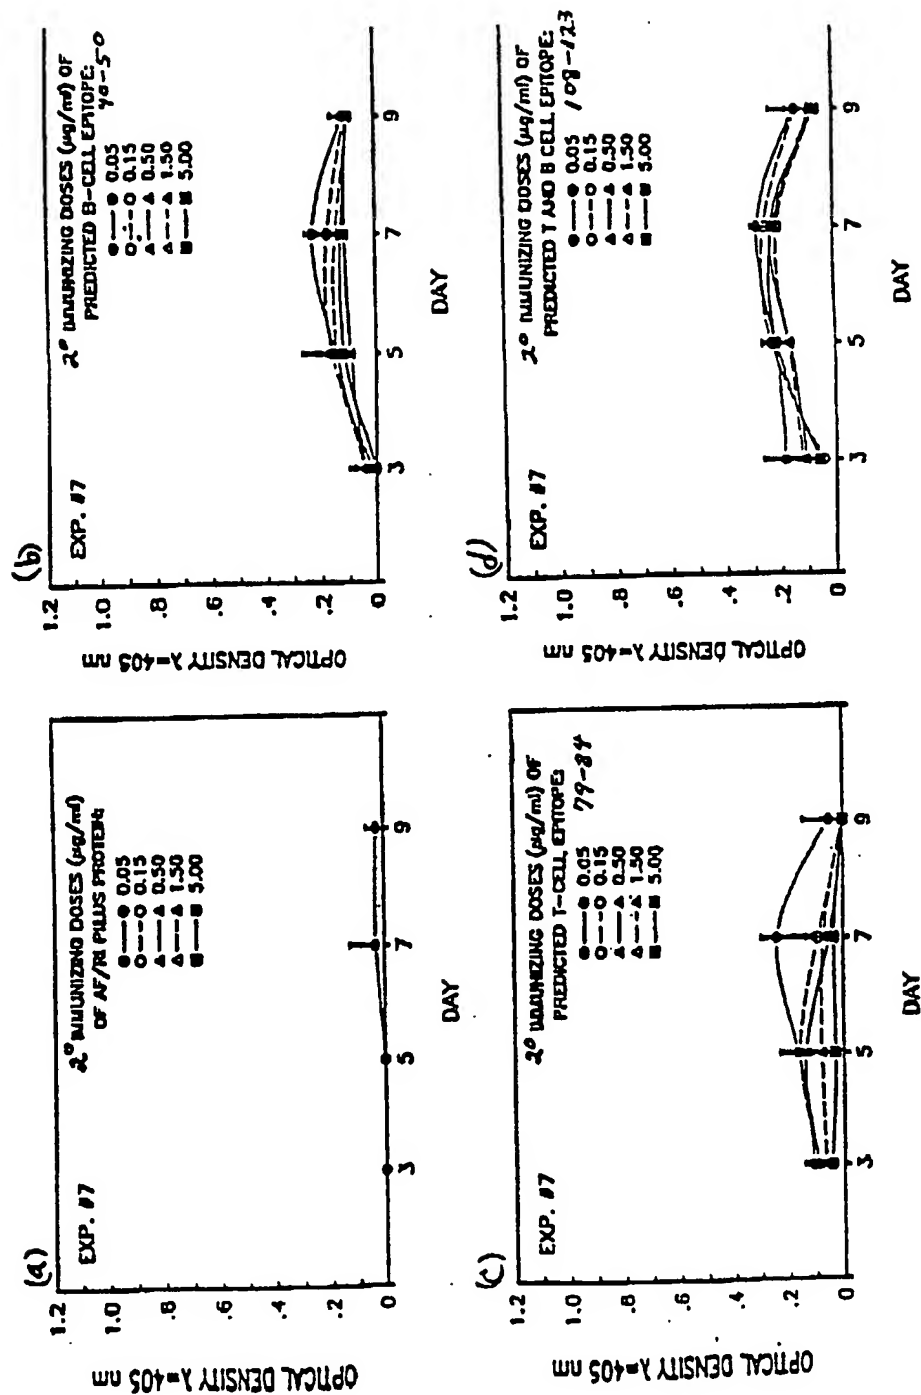 (a)
EXP. #7
2° IMMUNIZING DOSES (µg/ml)
OF AF/RI PILUS PROTEIN:
0.05
0.15
0.50
1.50
5.00
1.2
1.0
.8
.6
.4
.2
0
3
5
7
9
OPTICAL DENSITY λ=405 nm
DAY
(b)
EXP. #7
2° IMMUNIZING DOSES (µg/ml) OF
PREDICTED B-CELL EPITOPE:
40-50
0.05
0.15
0.50
1.50
5.00
1.2
1.0
.8
.6
.4
.2
0
3
5
7
9
OPTICAL DENSITY λ=405 nm
DAY
(c)
EXP. #7
2° IMMUNIZING DOSES (µg/ml) OF
PREDICTED T-CELL EPITOPE:
79-84
0.05
0.15
0.50
1.50
5.00
1.2
1.0
.8
.6
.4
.2
0
3
5
7
9
OPTICAL DENSITY λ=405 nm
DAY
(d)
EXP. #7
2° IMMUNIZING DOSES (µg/ml) OF
PREDICTED T AND B CELL EPITOPE:
108-123
0.05
0.15
0.50
1.50
5.00
1.2
1.0
.8
.6
.4
.2
0
3
5
7
9
OPTICAL DENSITY λ=405 nm
DAY